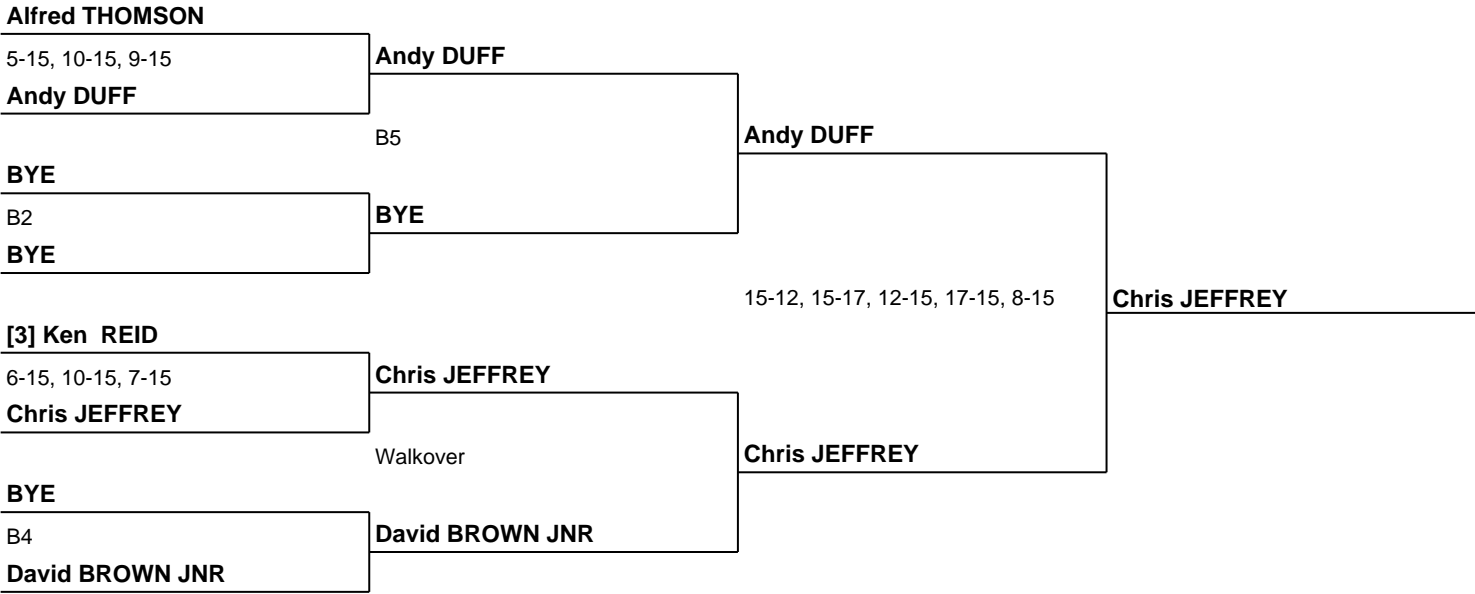 Alfred THOMSON
5-15, 10-15, 9-15
Andy DUFF
BYE
B2
BYE
[3] Ken  REID
6-15, 10-15, 7-15
Chris JEFFREY
BYE
B4
David BROWN JNR
Andy DUFF
B5
BYE
Chris JEFFREY
Walkover
David BROWN JNR
Andy DUFF
15-12, 15-17, 12-15, 17-15, 8-15
Chris JEFFREY
Chris JEFFREY